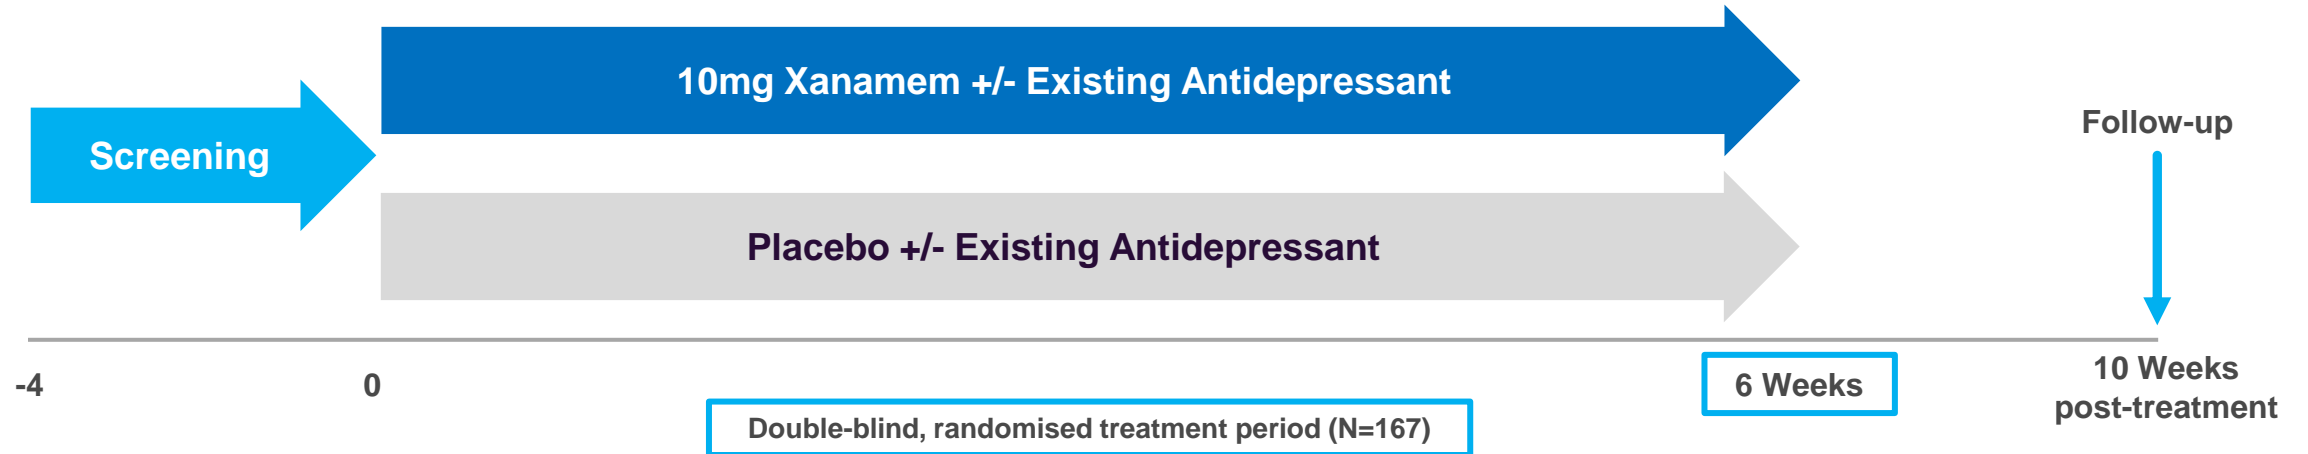 10mg Xanamem +/- Existing Antidepressant
Screening
Follow-up
Placebo +/- Existing Antidepressant
-4
0
6 Weeks
10 Weeks
post-treatment
Double-blind, randomised treatment period (N=167)